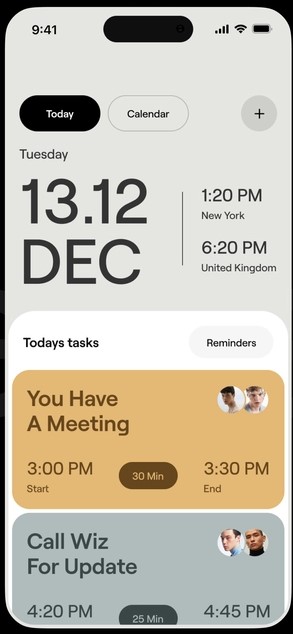 9:41
Today
Calendar
+
Tuesday
13.12
DEC
1:20 PM
New York
6:20 PM
United Kingdom
Todays tasks
Reminders
You Have
A Meeting
3:00 PM
Start
30 Min
3:30 PM
End
Call Wiz
For Update
4:20 PM
25 Min
4:45 PM